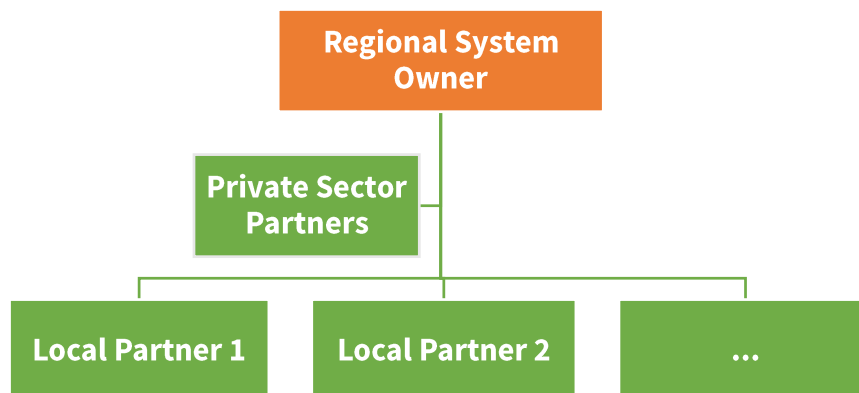 Regional System
Owner
Private Sector
Partners
Local Partner 1
Local Partner 2
...